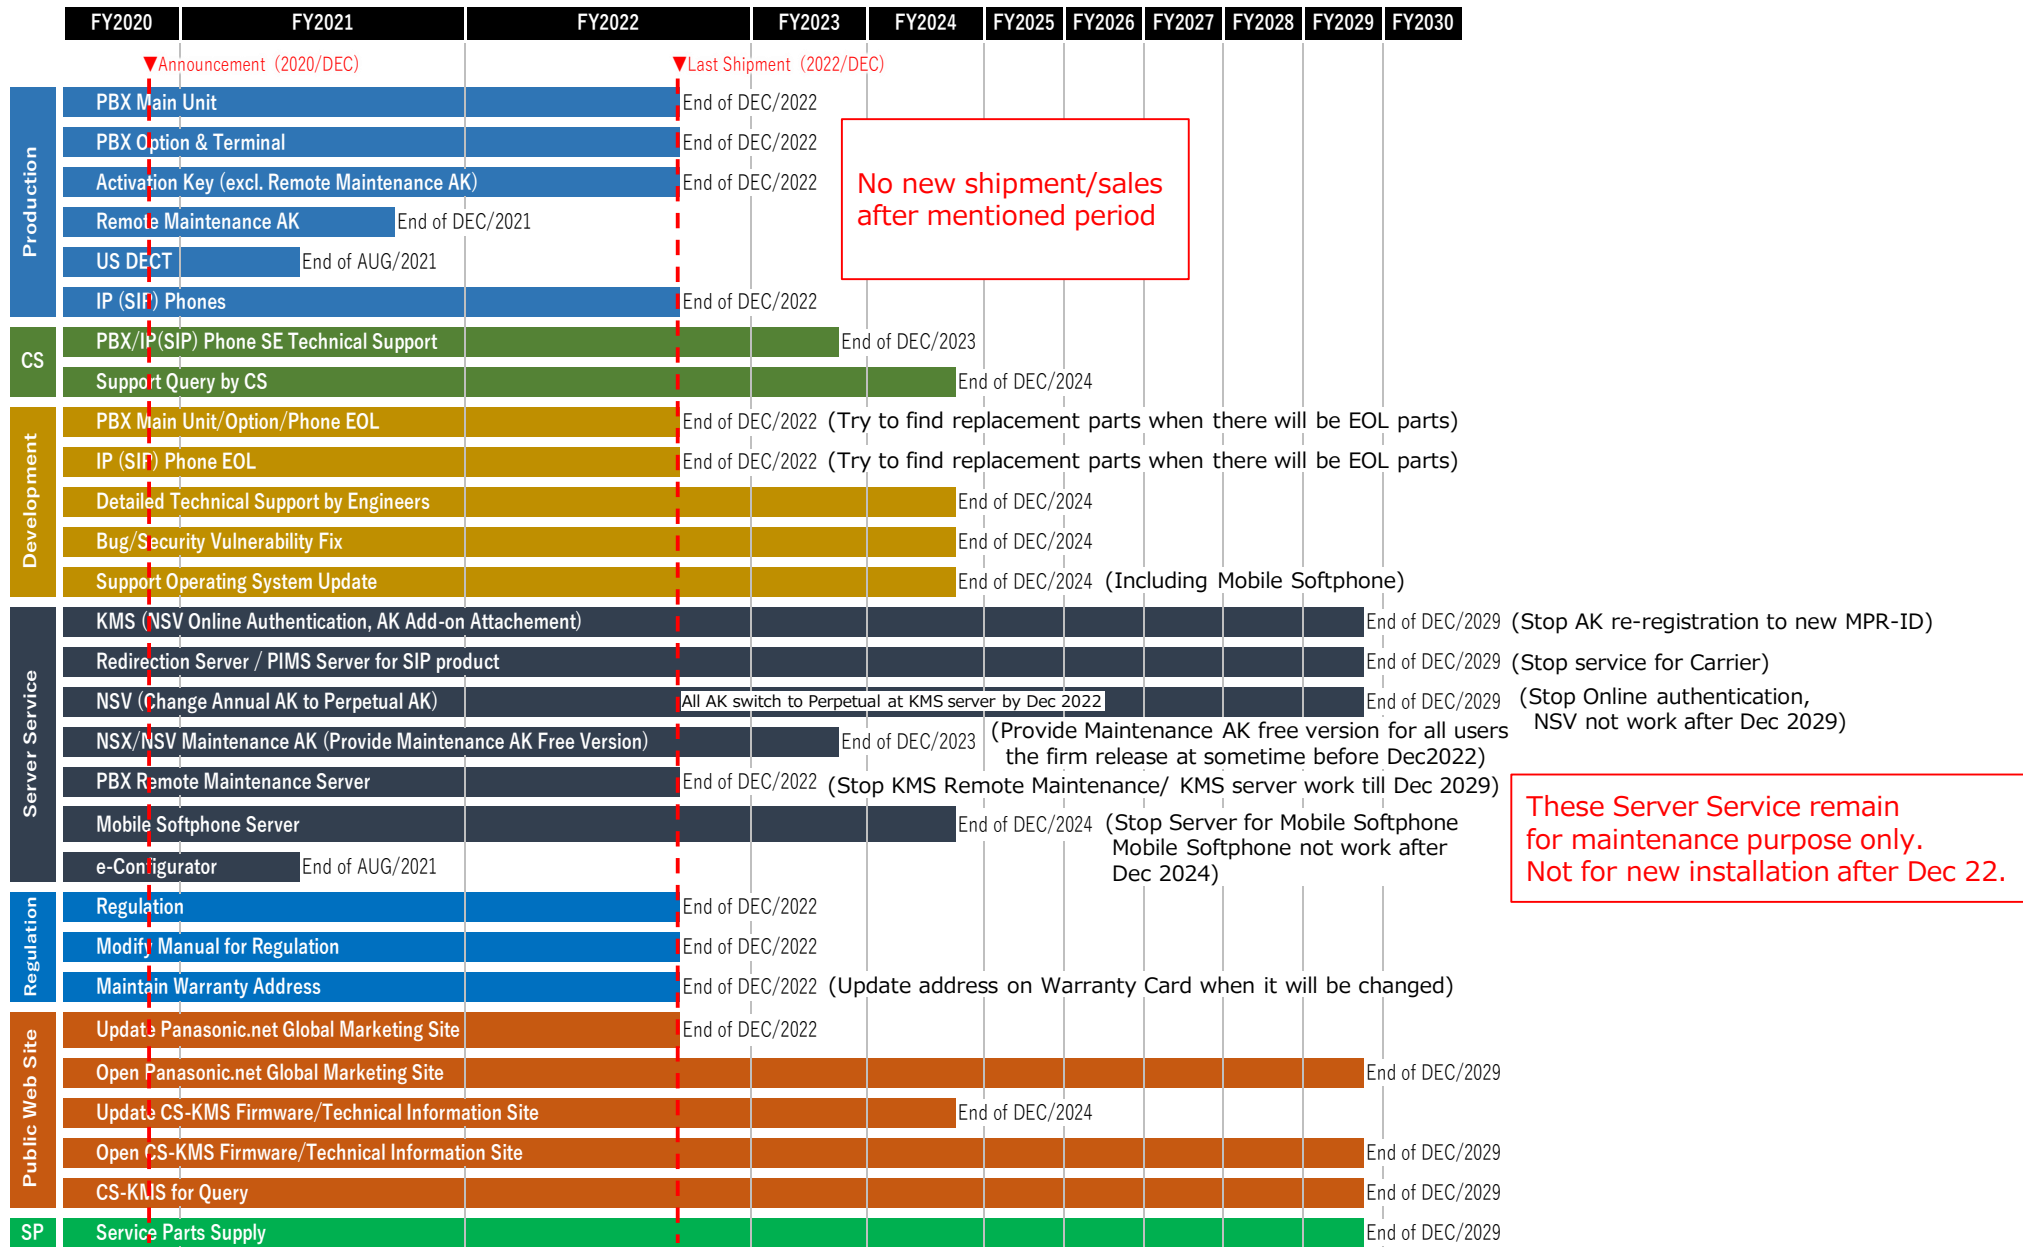 FY2020 FY2021 FY2022 FY2023 FY2024 FY2025 FY2026 FY2027 FY2028 FY2029 FY2030
▼Announcement (2020/DEC) ▼Last Shipment (2022/DEC)
Production
PBX Main Unit End of DEC/2022
PBX Option & Terminal End of DEC/2022
Activation Key (excl. Remote Maintenance AK) End of DEC/2022
Remote Maintenance AK End of DEC/2021
US DECT End of AUG/2021
IP (SIP) Phones End of DEC/2022
No new shipment/sales
after mentioned period
CS
PBX/IP(SIP) Phone SE Technical Support End of DEC/2023
Support Query by CS End of DEC/2024
Development
PBX Main Unit/Option/Phone EOL End of DEC/2022 (Try to find replacement parts when there will be EOL parts)
IP (SIP) Phone EOL End of DEC/2022 (Try to find replacement parts when there will be EOL parts)
Detailed Technical Support by Engineers End of DEC/2024
Bug/Security Vulnerability Fix End of DEC/2024
Support Operating System Update End of DEC/2024 (Including Mobile Softphone)
Server Service
KMS (NSV Online Authentication, AK Add-on Attachement) End of DEC/2029 (Stop AK re-registration to new MPR-ID)
Redirection Server / PIMS Server for SIP product End of DEC/2029 (Stop service for Carrier)
NSV (Change Annual AK to Perpetual AK) All AK switch to Perpetual at KMS server by Dec 2022 End of DEC/2029 (Stop Online authentication,
NSV not work after Dec 2029)
NSX/NSV Maintenance AK (Provide Maintenance AK Free Version) End of DEC/2023 (Provide Maintenance AK free version for all users
the firm release at sometime before Dec2022)
PBX Remote Maintenance Server End of DEC/2022 (Stop KMS Remote Maintenance/ KMS server work till Dec 2029)
Mobile Softphone Server End of DEC/2024 (Stop Server for Mobile Softphone
Mobile Softphone not work after
Dec 2024)
e-Configurator End of AUG/2021
These Server Service remain
for maintenance purpose only.
Not for new installation after Dec 22.
Regulation
Regulation End of DEC/2022
Modify Manual for Regulation End of DEC/2022
Maintain Warranty Address End of DEC/2022 (Update address on Warranty Card when it will be changed)
Public Web Site
Update Panasonic.net Global Marketing Site End of DEC/2022
Open Panasonic.net Global Marketing Site End of DEC/2029
Update CS-KMS Firmware/Technical Information Site End of DEC/2024
Open CS-KMS Firmware/Technical Information Site End of DEC/2029
CS-KMS for Query End of DEC/2029
SP
Service Parts Supply End of DEC/2029